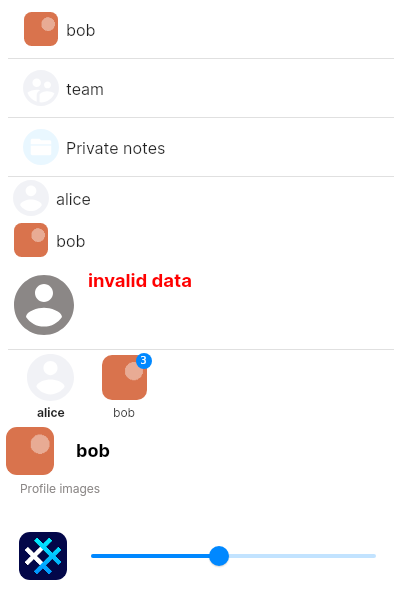 bob
team
Private notes
alice
bob
invalid data
3
alice bob
bob
Profile images